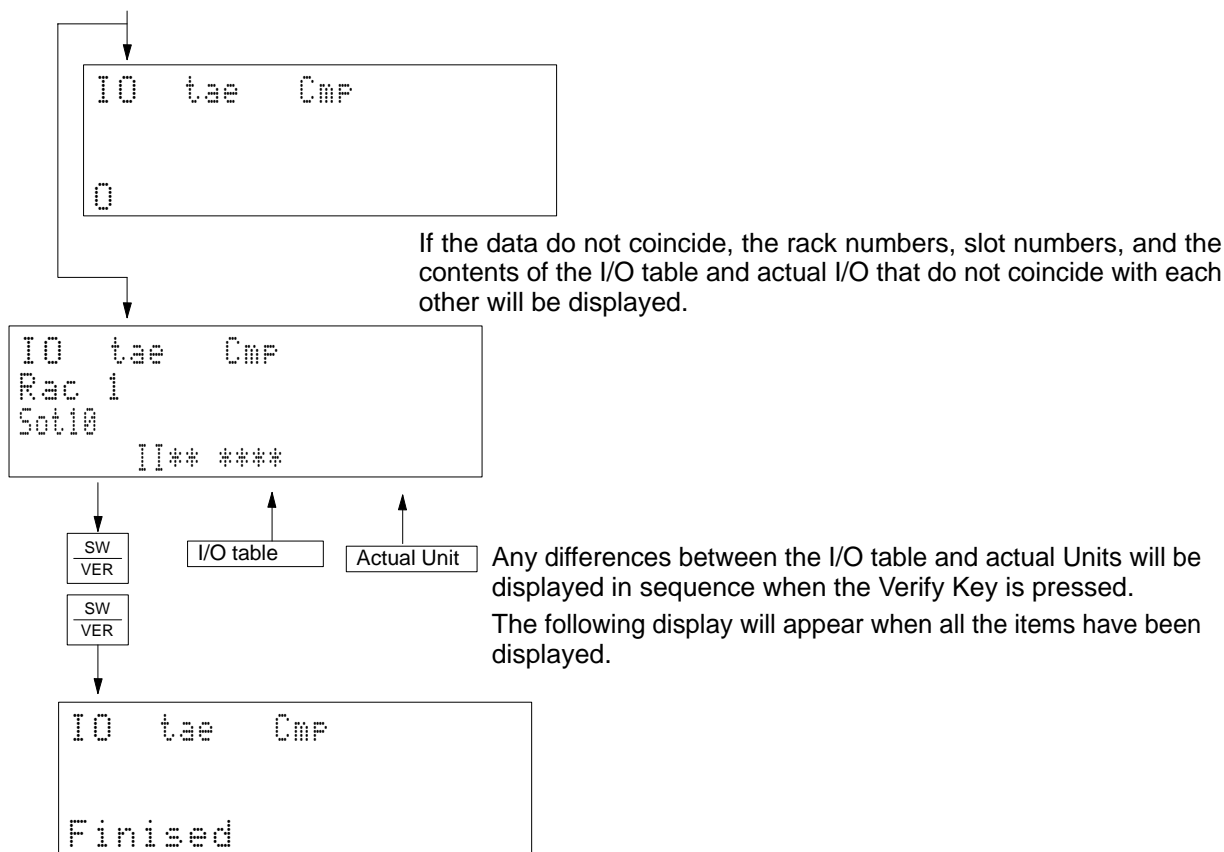 IO tae Cmp
O
If the data do not coincide, the rack numbers, slot numbers, and the
contents of the I/O table and actual I/O that do not coincide with each
other will be displayed.
IO tae Cmp
Rac 1
Sot10
II** ****
SW
VER
I/O table
Actual Unit
Any differences between the I/O table and actual Units will be
displayed in sequence when the Verify Key is pressed.
SW
VER
The following display will appear when all the items have been
displayed.
IO tae Cmp
Finised